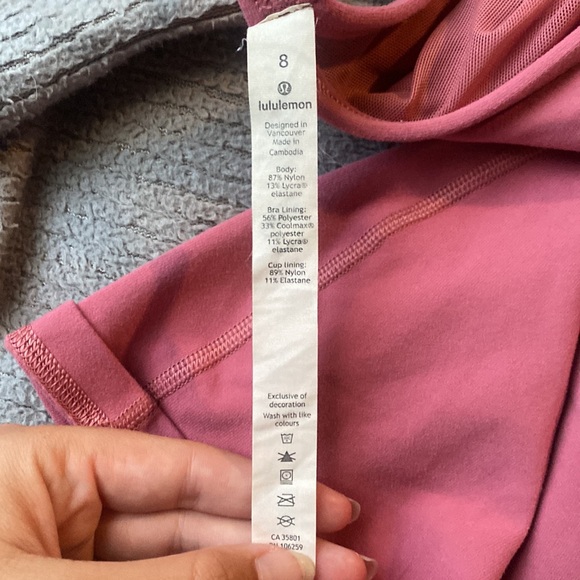 8
lululemon
Designed in
Vancouver
Made in
Cambodia
Body:
87% Nylon
13% Lycra®
elastane
Bra Lining:
56% Polyester
33% Coolmax®
polyester
11% Lycra®
elastane
Cup lining:
89% Nylon
11% Elastane
Exclusive of
decoration
Wash with like
colours
CA 35801
106259